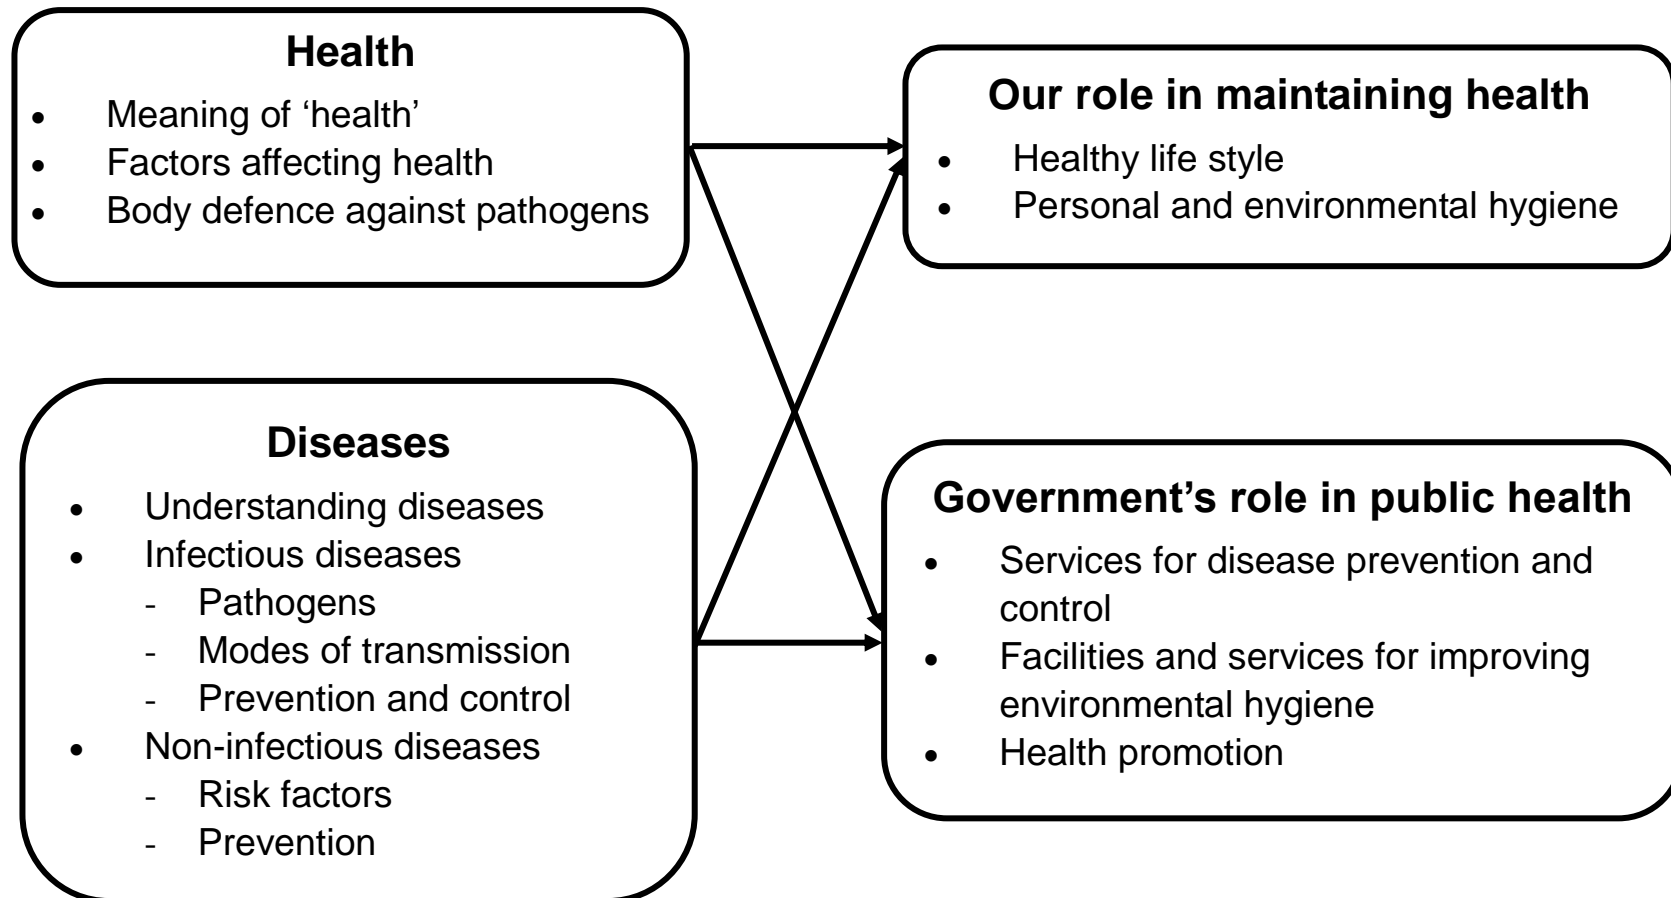 Health
• Meaning of ‘health’
• Factors affecting health
• Body defence against pathogens
Our role in maintaining health
• Healthy life style
• Personal and environmental hygiene
Diseases
• Understanding diseases
• Infectious diseases
- Pathogens
- Modes of transmission
- Prevention and control
• Non-infectious diseases
- Risk factors
- Prevention
Government’s role in public health
• Services for disease prevention and
control
• Facilities and services for improving
environmental hygiene
• Health promotion